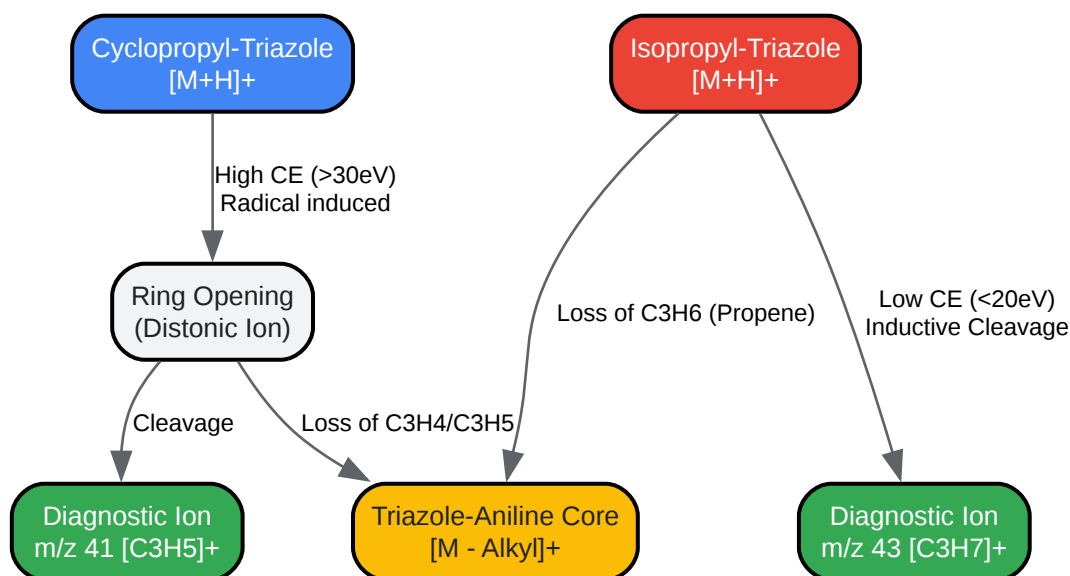 Cyclopropyl-Triazole
[M+H]+
Isopropyl-Triazole
[M+H]+
High CE (>30eV)
Radical induced
Ring Opening
(Distonic Ion)
Loss of C3H6 (Propene)
Low CE (<20eV)
Inductive Cleavage
Cleavage
Loss of C3H4/C3H5
Diagnostic Ion
m/z 41 [C3H5]+
Triazole-Aniline Core
[M - Alkyl]+
Diagnostic Ion
m/z 43 [C3H7]+